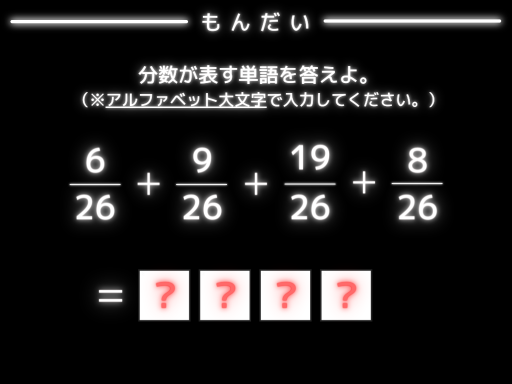 もんだい
分数が表す単語を答えよ。
(※アルファベット大文字で入力してください。)
6/26 + 9/26 + 19/26 + 8/26
= ? ? ? ?